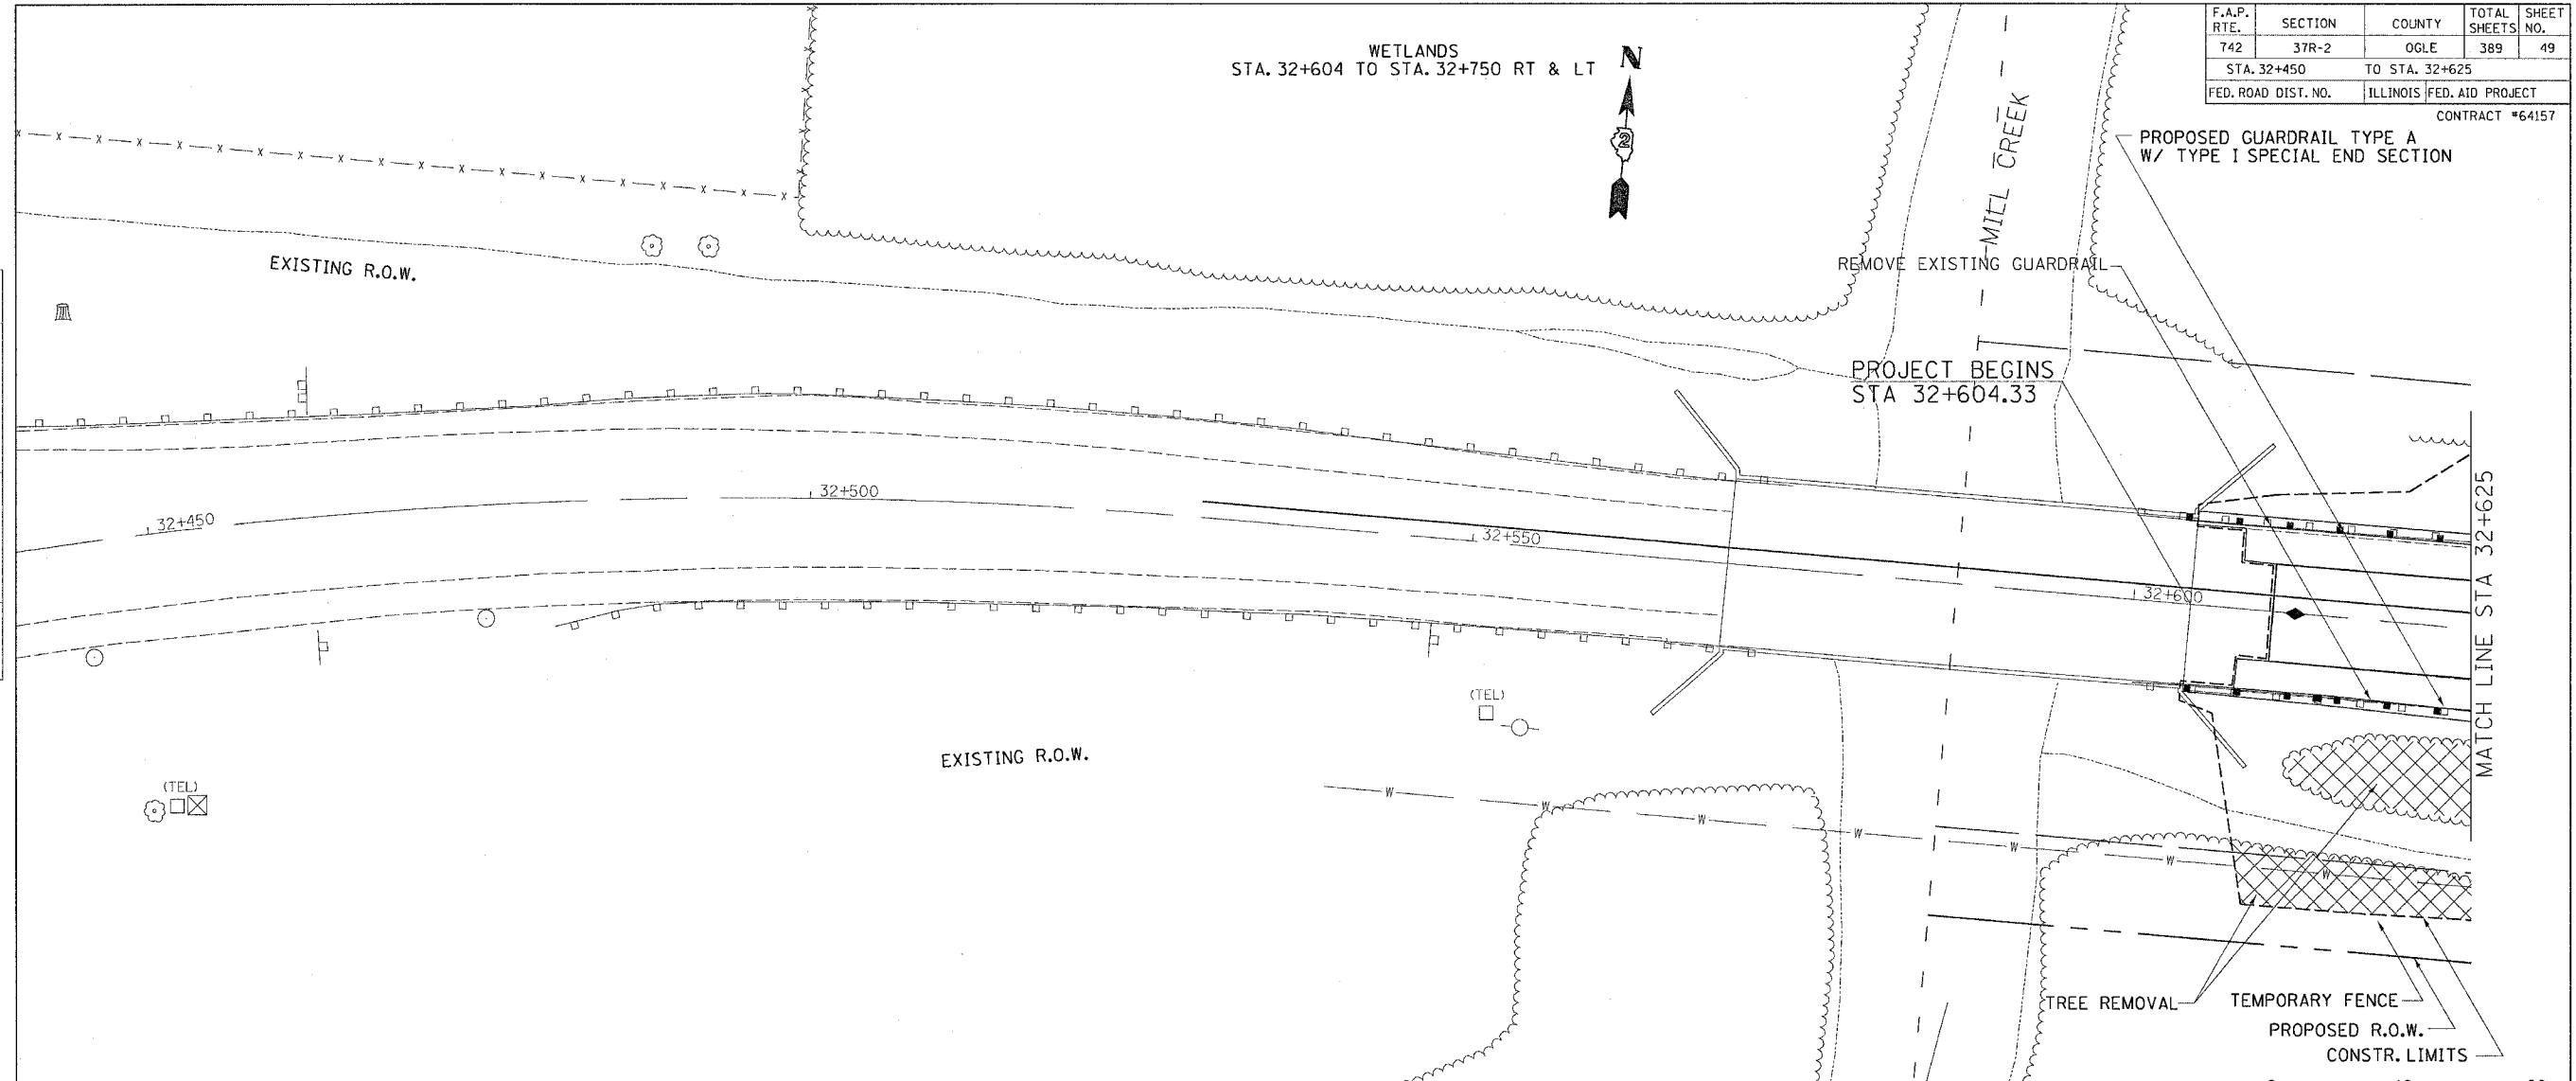 F.A.P. RTE. SECTION COUNTY TOTAL SHEETS SHEET NO.
742 37R-2 OGLE 389 49
STA. 32+450 TO STA. 32+625
FED. ROAD DIST. NO. ILLINOIS FED. AID PROJECT
CONTRACT #64157
WETLANDS
STA. 32+604 TO STA. 32+750 RT & LT
N
2
MILL CREEK
PROPOSED GUARDRAIL TYPE A
W/ TYPE I SPECIAL END SECTION
EXISTING R.O.W.
REMOVE EXISTING GUARDRAIL
PROJECT BEGINS
STA 32+604.33
32+450
32+500
32+550
32+600
MATCH LINE STA 32+625
(TEL)
EXISTING R.O.W.
(TEL)
W W W W W W W
TREE REMOVAL
TEMPORARY FENCE
PROPOSED R.O.W.
CONSTR. LIMITS